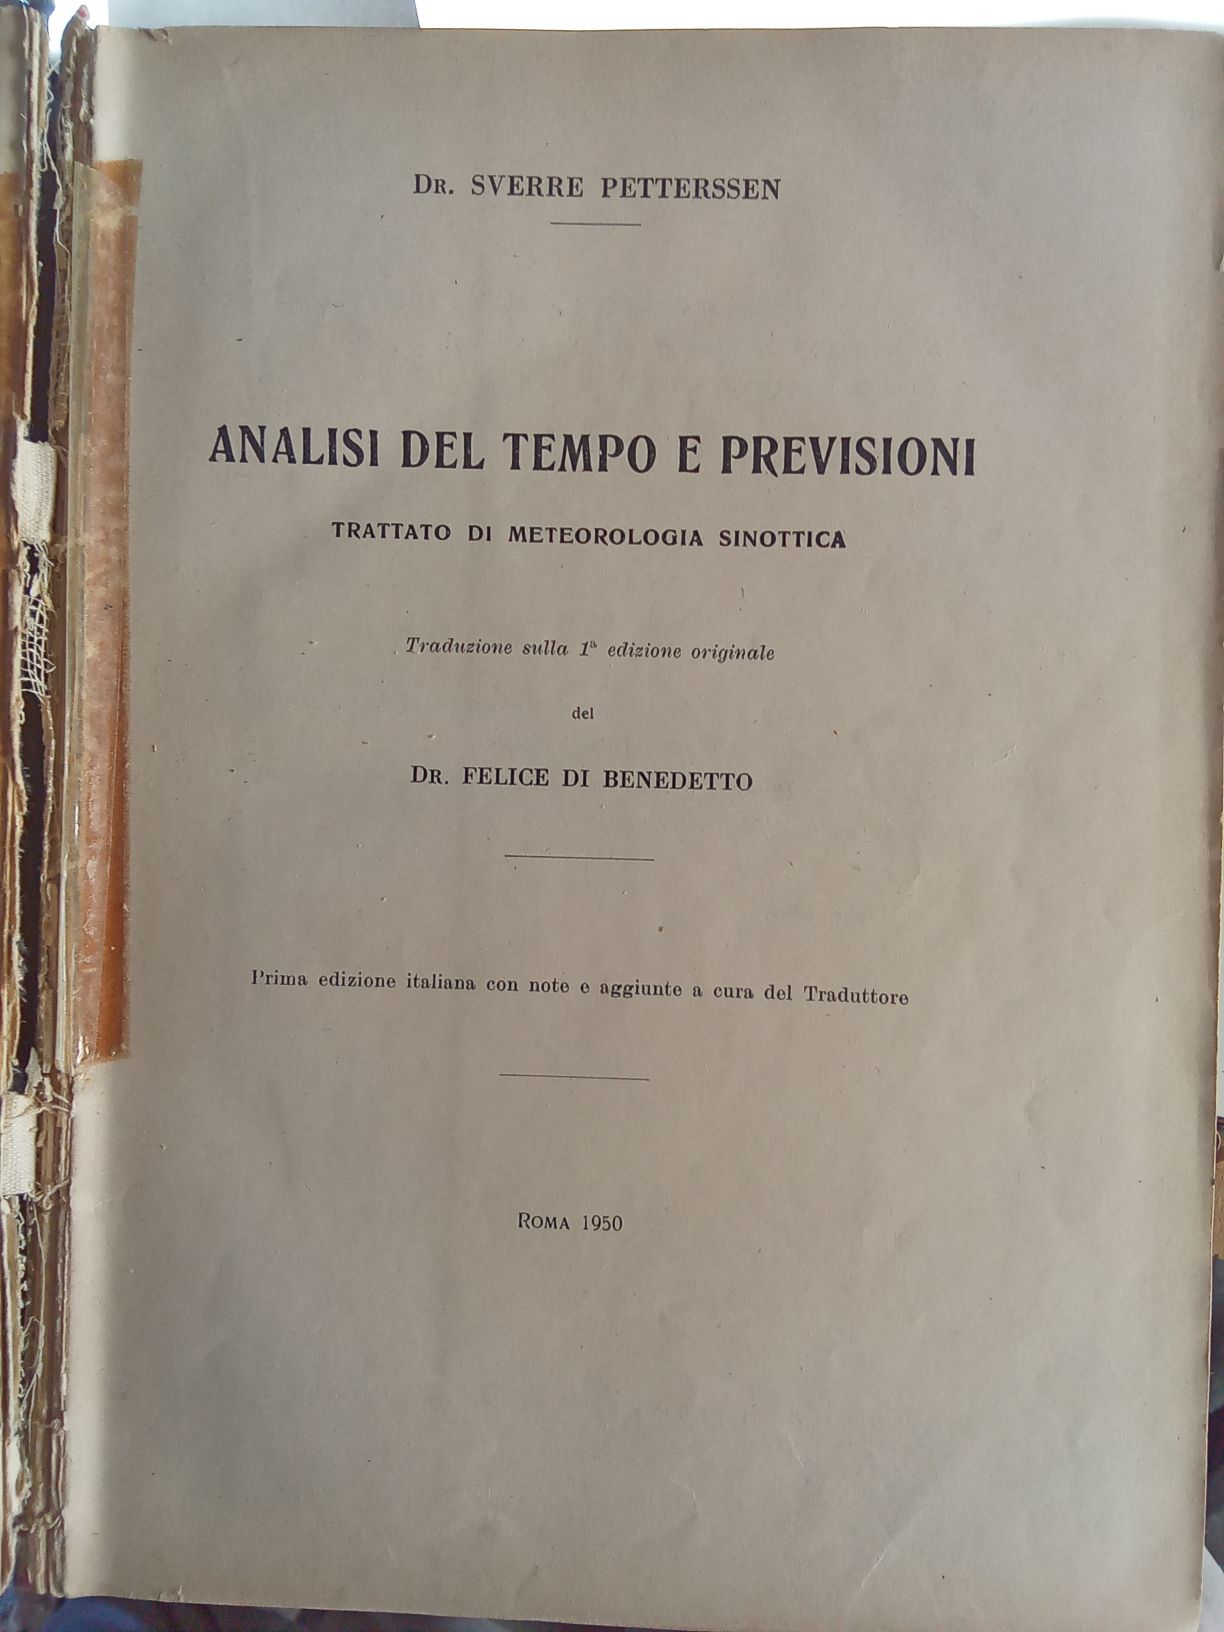 DR. SVERRE PETTERSSEN
ANALISI DEL TEMPO E PREVISIONI
TRATTATO DI METEOROLOGIA SINOTTICA
Traduzione sulla 1ª edizione originale
del
DR. FELICE DI BENEDETTO
Prima edizione italiana con note e aggiunte a cura del Traduttore
ROMA 1950